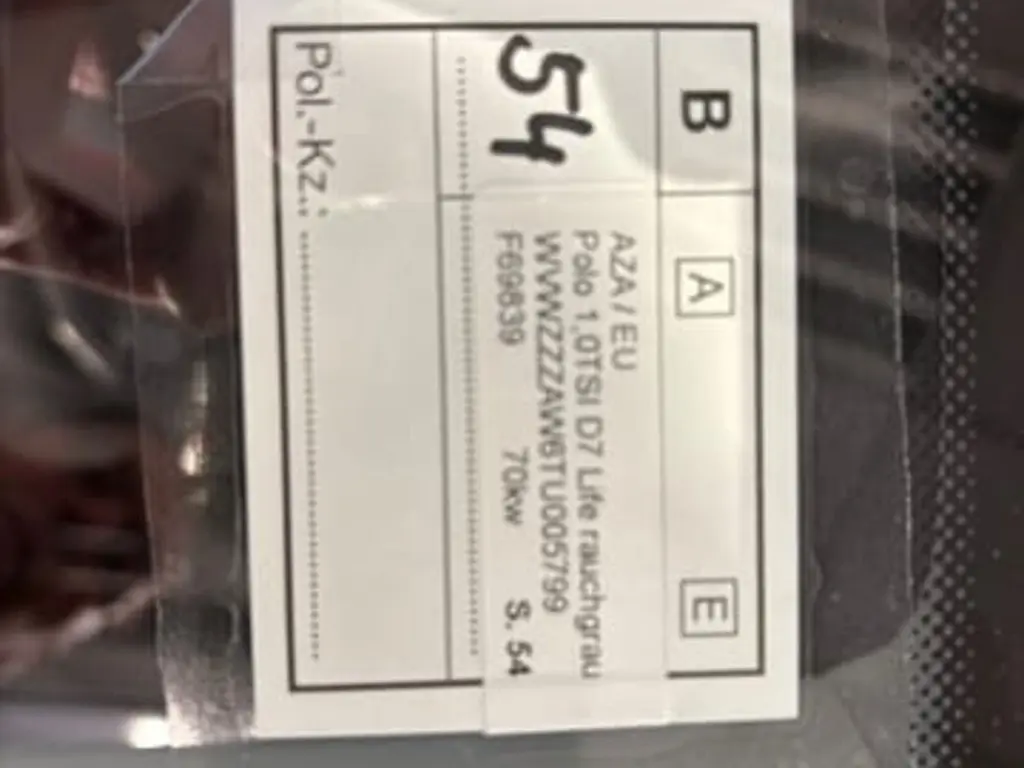 B A E
54
AZA / EU
Polo 1,0TSI D7 Life rauchgrau
WVWZZZAW6TU005799
F69839 70kw S. 54
Pol.-Kz.: